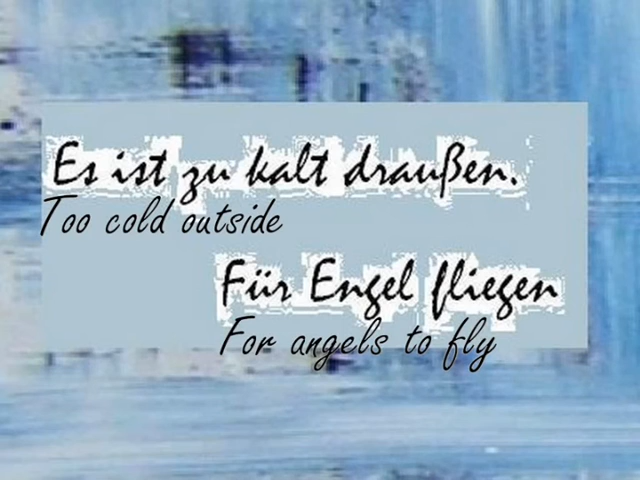 Es ist zu kalt draußen.
Too cold outside
Für Engel fliegen
For angels to fly